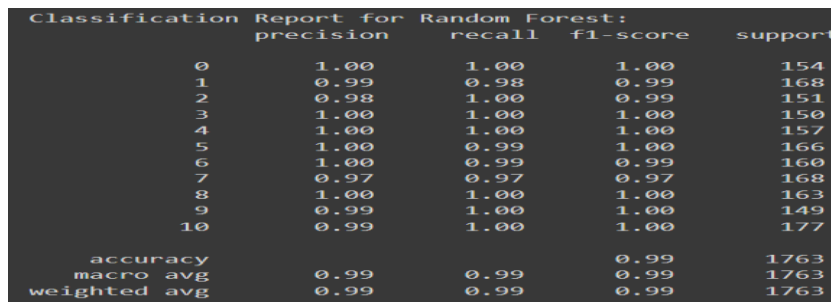 Classification Report for Random Forest:
precision recall f1-score support
0 1.00 1.00 1.00 154
1 0.99 0.98 0.99 168
2 0.98 1.00 0.99 151
3 1.00 1.00 1.00 150
4 1.00 1.00 1.00 157
5 1.00 0.99 1.00 166
6 1.00 0.99 0.99 160
7 0.97 0.97 0.97 168
8 1.00 1.00 1.00 163
9 0.99 1.00 1.00 149
10 0.99 1.00 1.00 177
accuracy 0.99 1763
macro avg 0.99 0.99 0.99 1763
weighted avg 0.99 0.99 0.99 1763